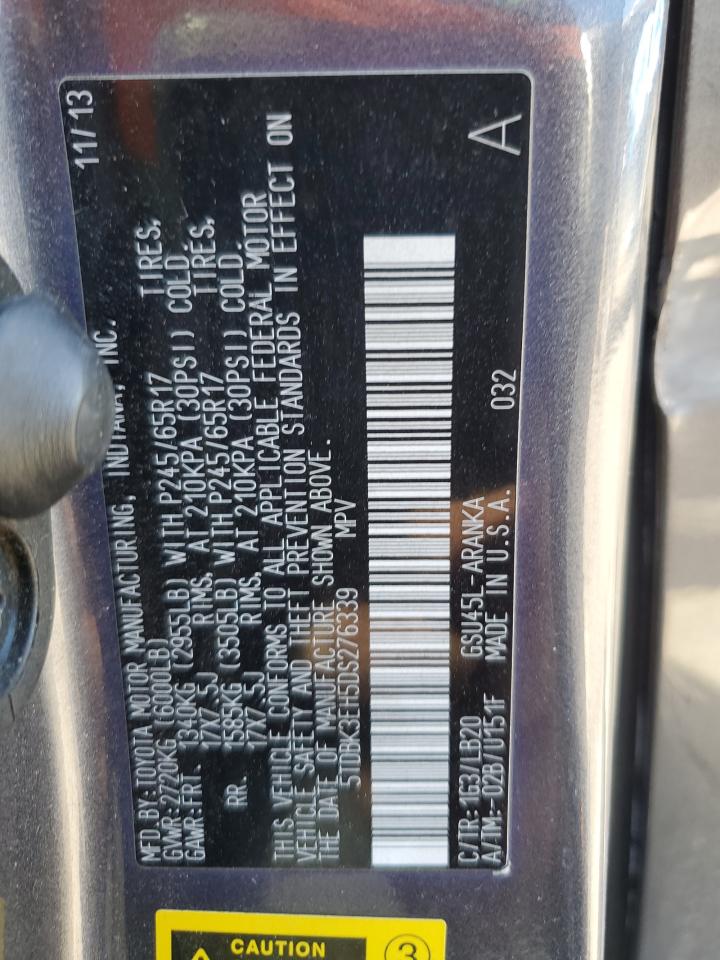 MFD.BY:TOYOTA MOTOR MANUFACTURING, INDIANA, INC. 11/13
GVWR:2720KG (6000LB)
GAWR:FRT. 1340KG (2955LB) WITH P245/65R17 TIRES,
17X7.5J RIMS, AT 210KPA (30PSI) COLD
RR. 1585KG (3505LB) WITH P245/65R17 TIRES,
17X7.5J RIMS, AT 210KPA (30PSI) COLD.
THIS VEHICLE CONFORMS TO ALL APPLICABLE FEDERAL MOTOR
VEHICLE SAFETY AND THEFT PREVENTION STANDARDS IN EFFECT ON
THE DATE OF MANUFACTURE SHOWN ABOVE.
5TDBK3EH5DS276339 MPV
C/TR:1G3/LB20 GSU45L-ARANKA
A/TM:-02B/U151F MADE IN U.S.A. 032 A
CAUTION
3